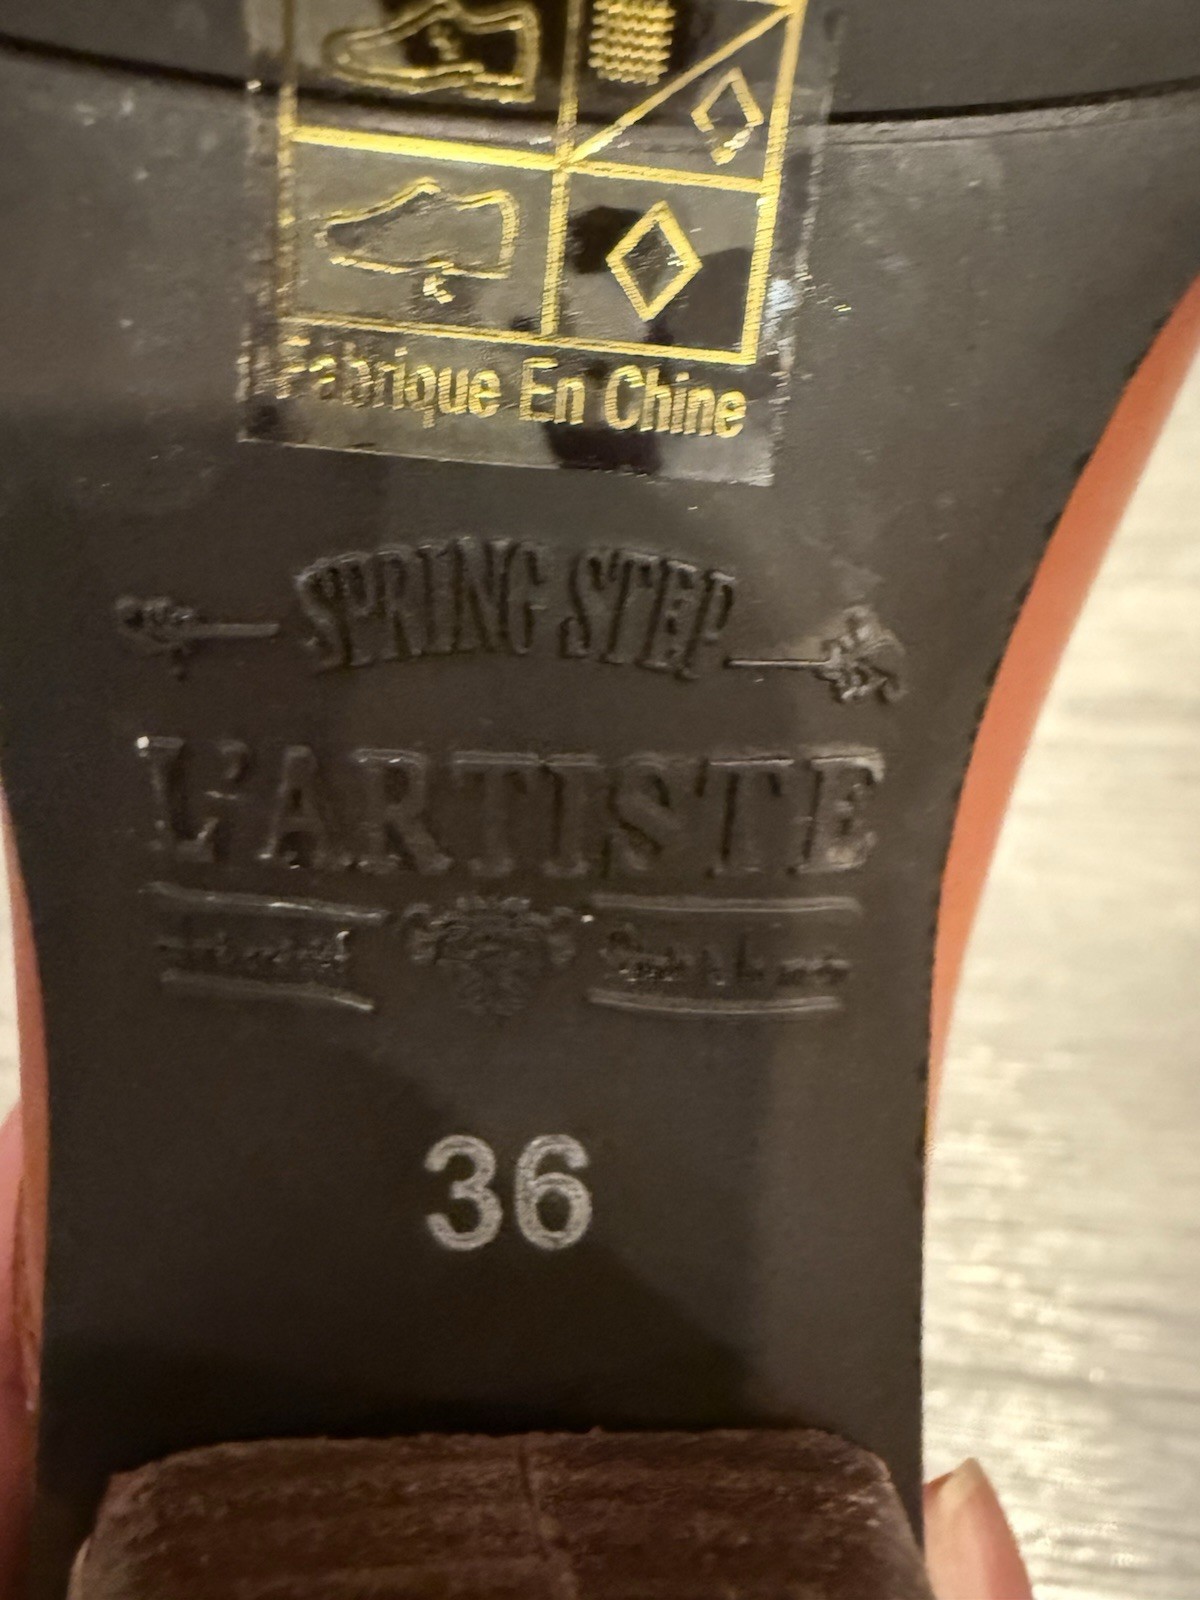 Fabrique En Chine
SPRING STEP
L'ARTISTE
36